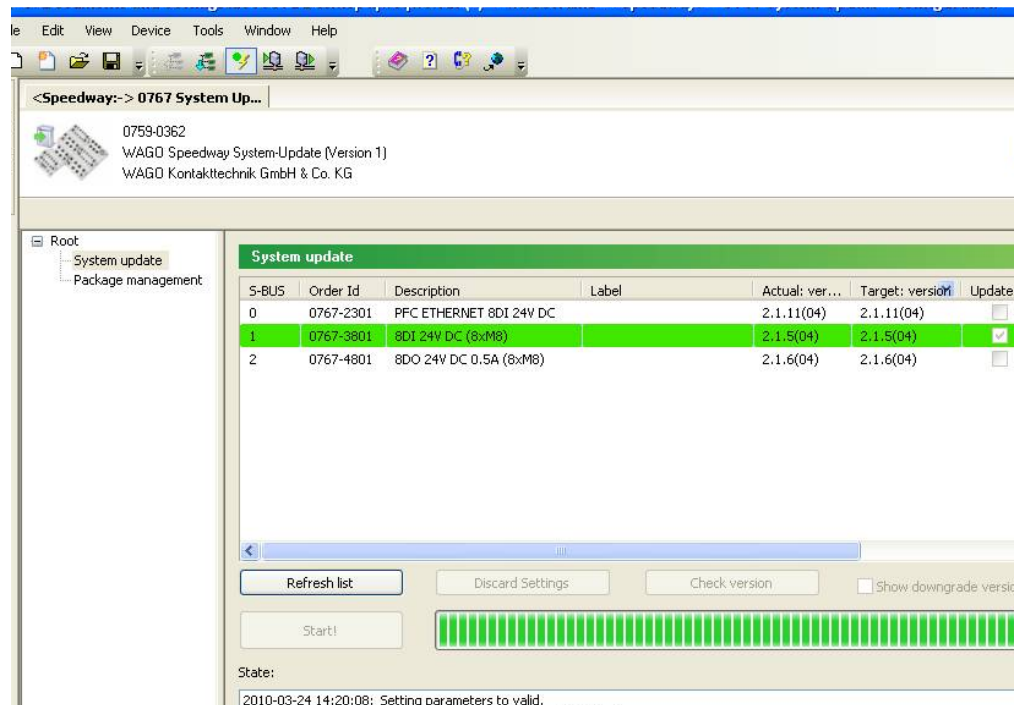 Edit View Device Tools Window Help
<Speedway:-> 0767 System Up...
0759-0362
WAGO Speedway System-Update (Version 1)
WAGO Kontakttechnik GmbH & Co. KG
Root
System update
Package management
System update
S-BUS Order Id Description Label Actual: ver... Target: version Update
0 0767-2301 PFC ETHERNET 8DI 24V DC 2.1.11(04) 2.1.11(04)
1 0767-3801 8DI 24V DC (8xM8) 2.1.5(04) 2.1.5(04)
2 0767-4801 8DO 24V DC 0.5A (8xM8) 2.1.6(04) 2.1.6(04)
Refresh list Discard Settings Check version Show downgrade versio
Start!
State:
2010-03-24 14:20:08: Setting parameters to valid.